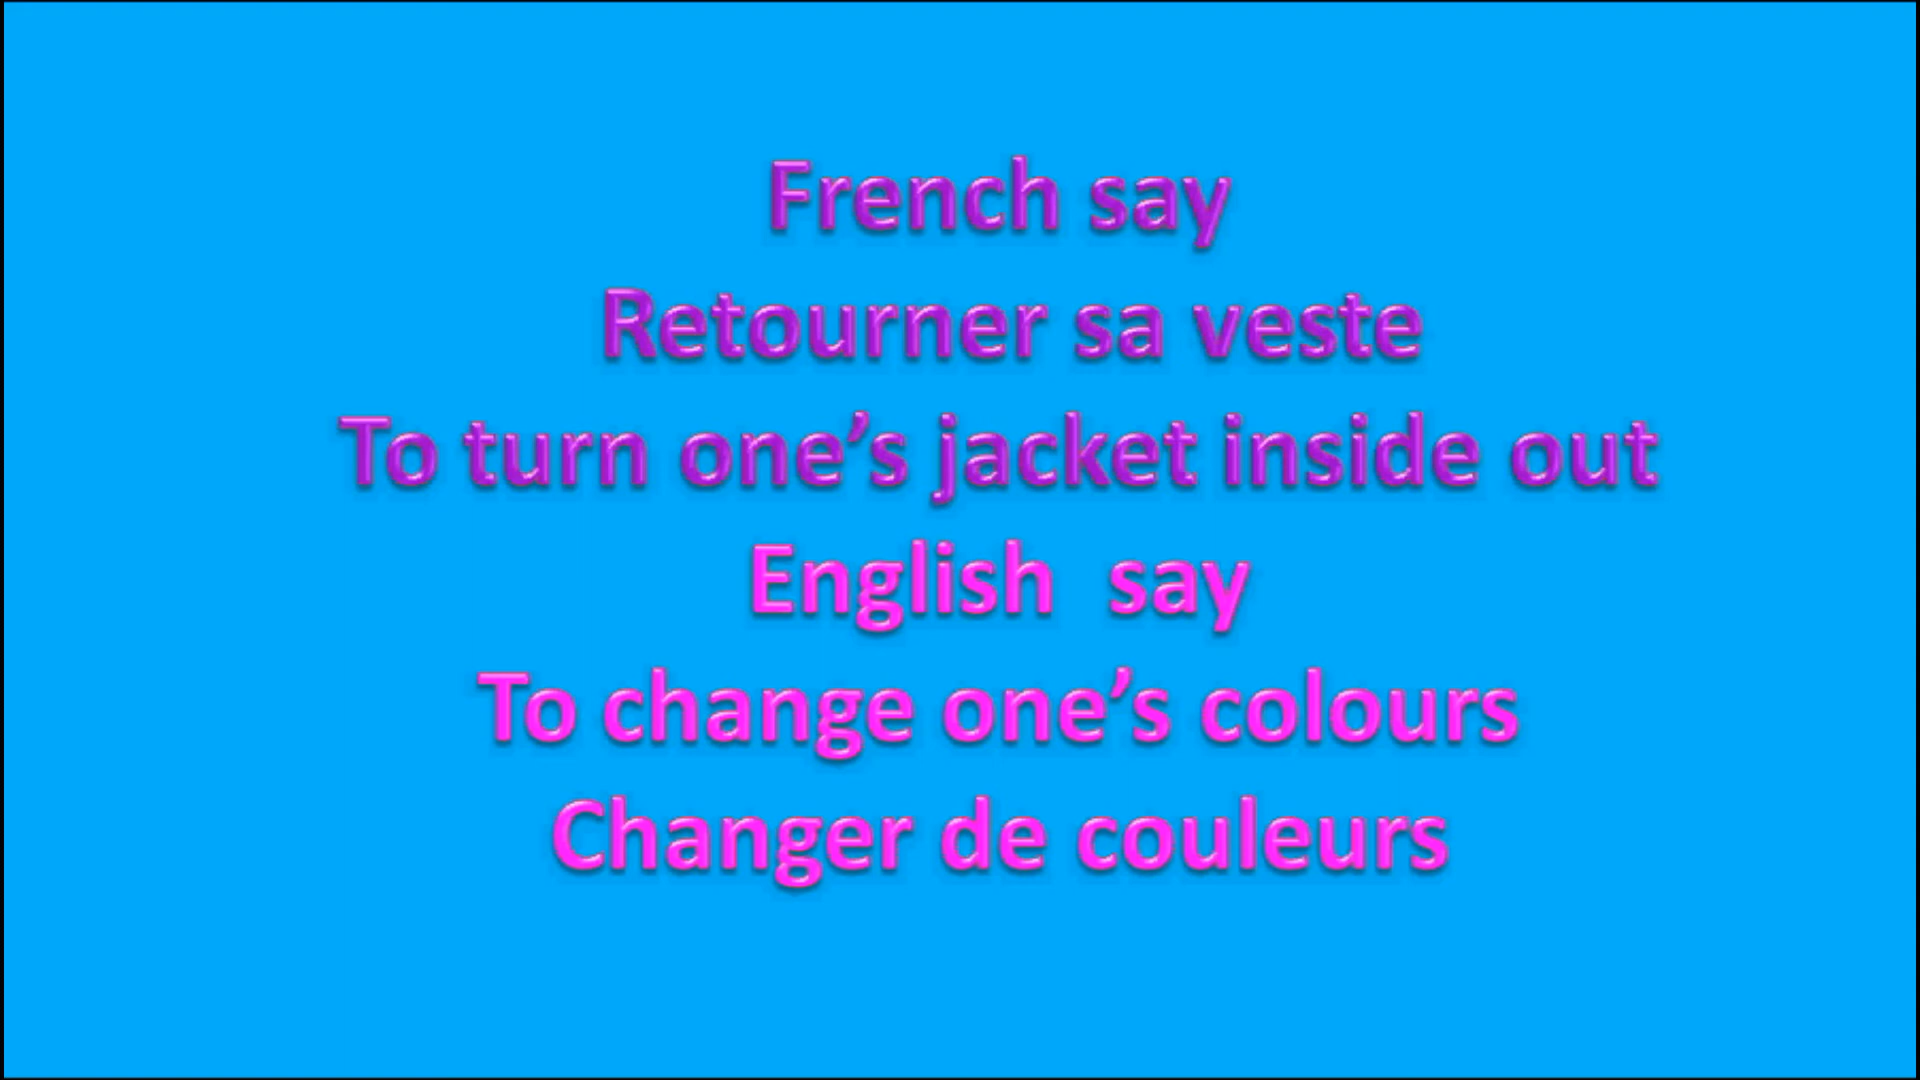 French say
Retourner sa veste
To turn one’s jacket inside out
English say
To change one’s colours
Changer de couleurs